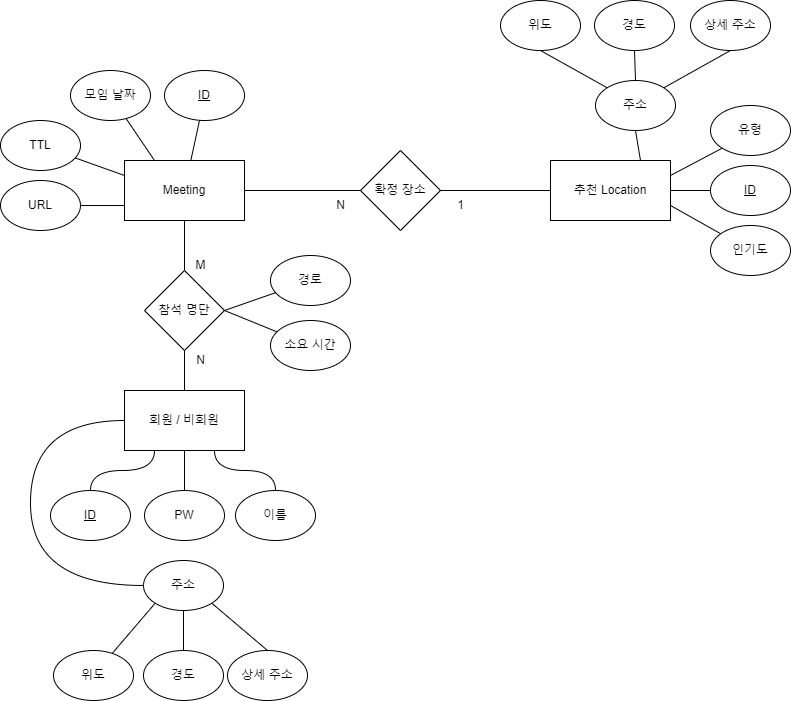 위도
경도
상세 주소
모임 날짜
ID
주소
TTL
유형
Meeting
확정 장소
추천 Location
ID
URL
N
1
인기도
M
경로
참석 명단
소요 시간
N
회원 / 비회원
ID
PW
이름
주소
위도
경도
상세 주소